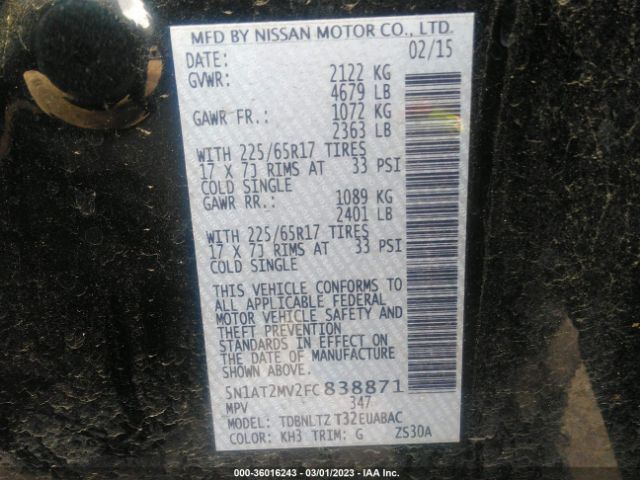 MFD BY NISSAN MOTOR CO., LTD.
DATE: 02/15
GVWR: 2122 KG
4679 LB
GAWR FR.: 1072 KG
2363 LB
WITH 225/65R17 TIRES
17 X 7J RIMS AT 33 PSI
COLD SINGLE
GAWR RR.: 1089 KG
2401 LB
WITH 225/65R17 TIRES
17 X 7J RIMS AT 33 PSI
COLD SINGLE
THIS VEHICLE CONFORMS TO
ALL APPLICABLE FEDERAL
MOTOR VEHICLE SAFETY AND
THEFT PREVENTION
STANDARDS IN EFFECT ON
THE DATE OF MANUFACTURE
SHOWN ABOVE.
5N1AT2MV2FC838871
MPV 347
MODEL: TDBNLTZ T32EUABAC
COLOR: KH3 TRIM: G ZS30A
000-36016243 - 03/01/2023 - IAAI.COM